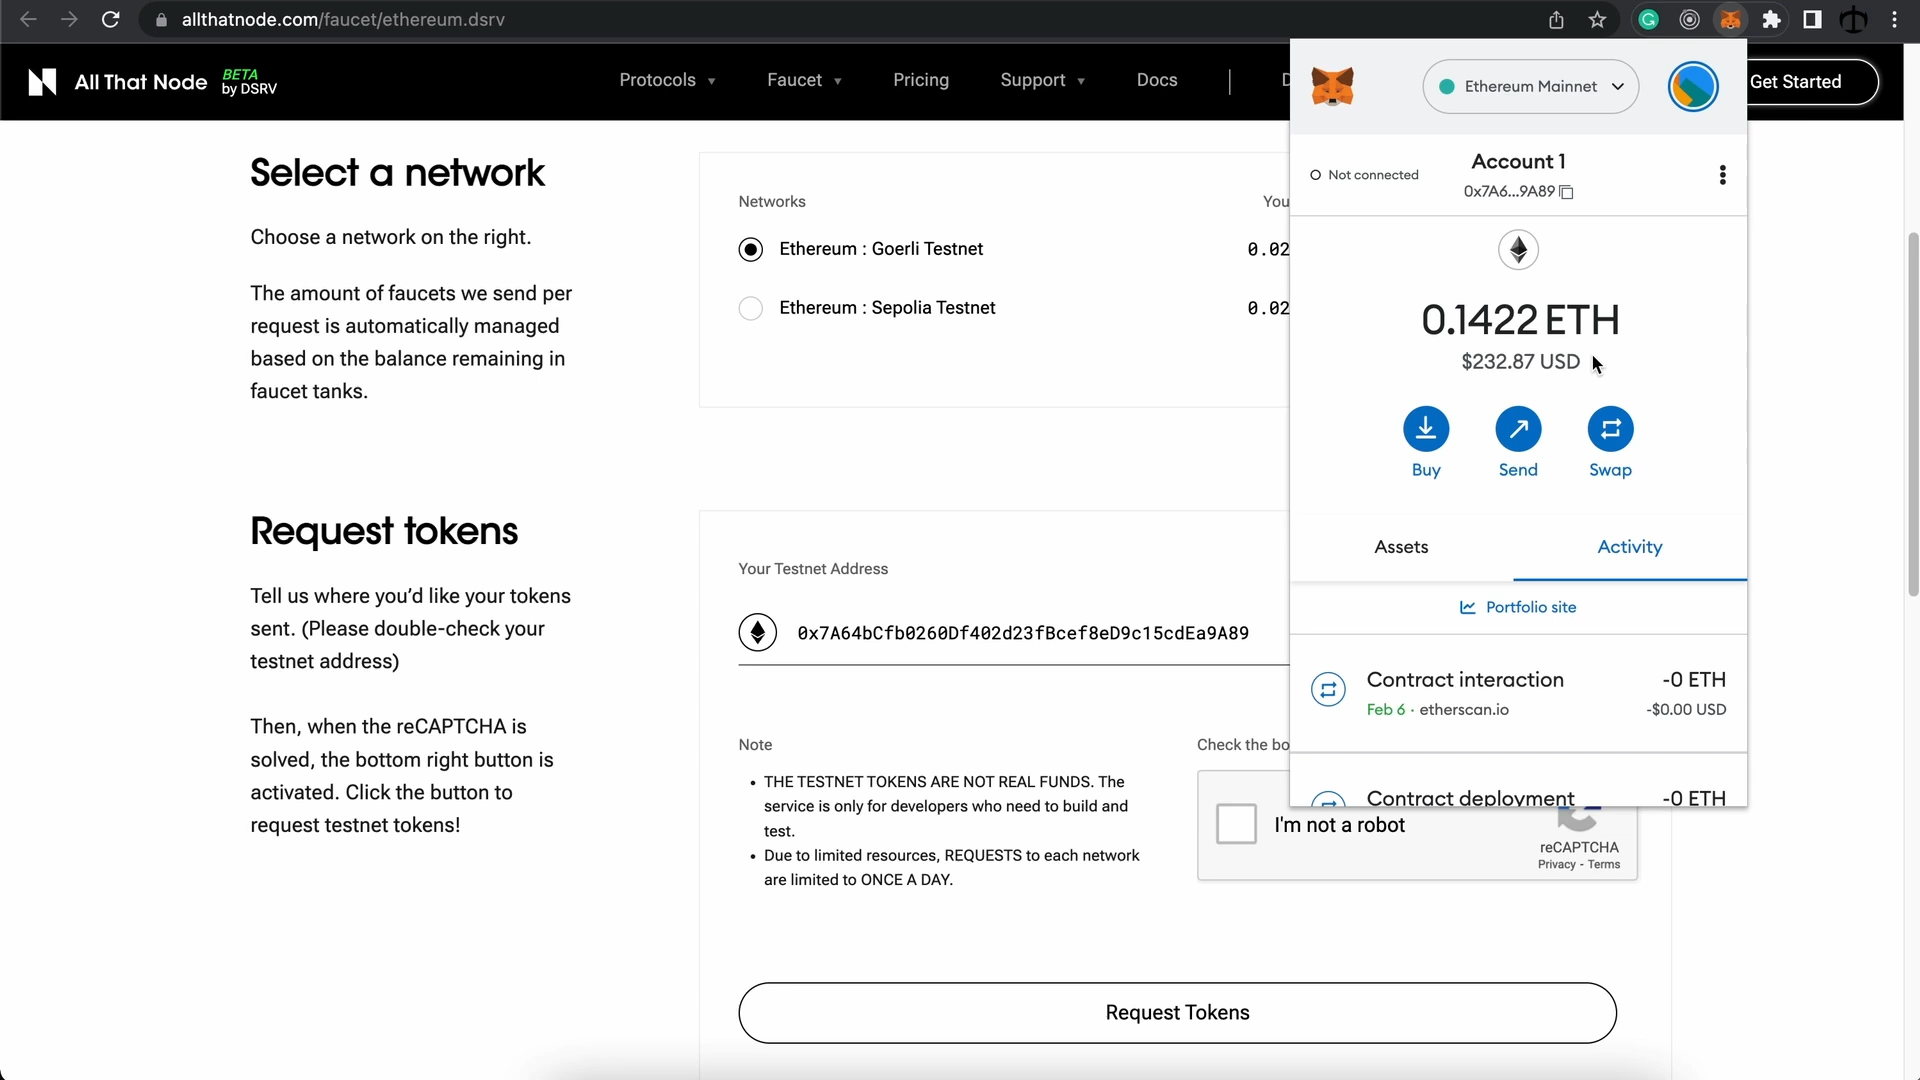 allthatnode.com/faucet/ethereum.dsrv
All That Node
BETA
by DSRV
Protocols
Faucet
Pricing
Support
Docs
Get Started
Ethereum Mainnet
Not connected
Account 1
0x7A6...9A89
0.1422 ETH
$232.87 USD
Buy
Send
Swap
Assets
Activity
Portfolio site
Contract interaction
-0 ETH
Feb 6 · etherscan.io
-$0.00 USD
Contract deployment
-0 ETH
Select a network
Choose a network on the right.
The amount of faucets we send per
request is automatically managed
based on the balance remaining in
faucet tanks.
Networks
You
Ethereum : Goerli Testnet
0.02
Ethereum : Sepolia Testnet
0.02
Request tokens
Tell us where you’d like your tokens
sent. (Please double-check your
testnet address)
Then, when the reCAPTCHA is
solved, the bottom right button is
activated. Click the button to
request testnet tokens!
Your Testnet Address
0x7A64bCfb0260Df402d23fBcef8eD9c15cdEa9A89
Note
• THE TESTNET TOKENS ARE NOT REAL FUNDS. The
service is only for developers who need to build and
test.
• Due to limited resources, REQUESTS to each network
are limited to ONCE A DAY.
Check the bo
I'm not a robot
reCAPTCHA
Privacy - Terms
Request Tokens